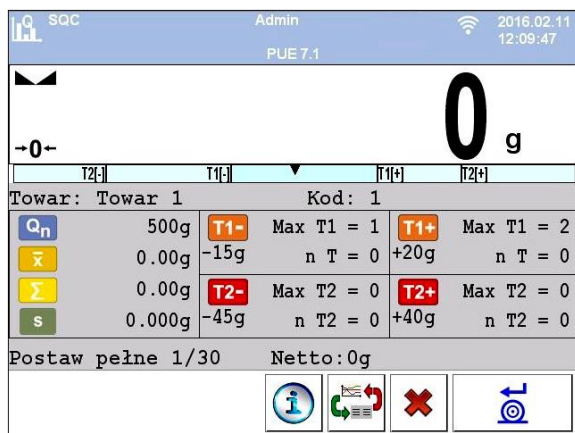 SQC Admin 2016.02.11
12:09:47
PUE 7.1
0 g
→0←
T2[-] T1[-] T1[+] T2[+]
Towar: Towar 1 Kod: 1
Qn 500g T1- Max T1 = 1 T1+ Max T1 = 2
x̅ 0.00g -15g n T = 0 +20g n T = 0
Σ 0.00g T2- Max T2 = 0 T2+ Max T2 = 0
s 0.000g -45g n T2 = 0 +40g n T2 = 0
Postaw pełne 1/30 Netto:0g